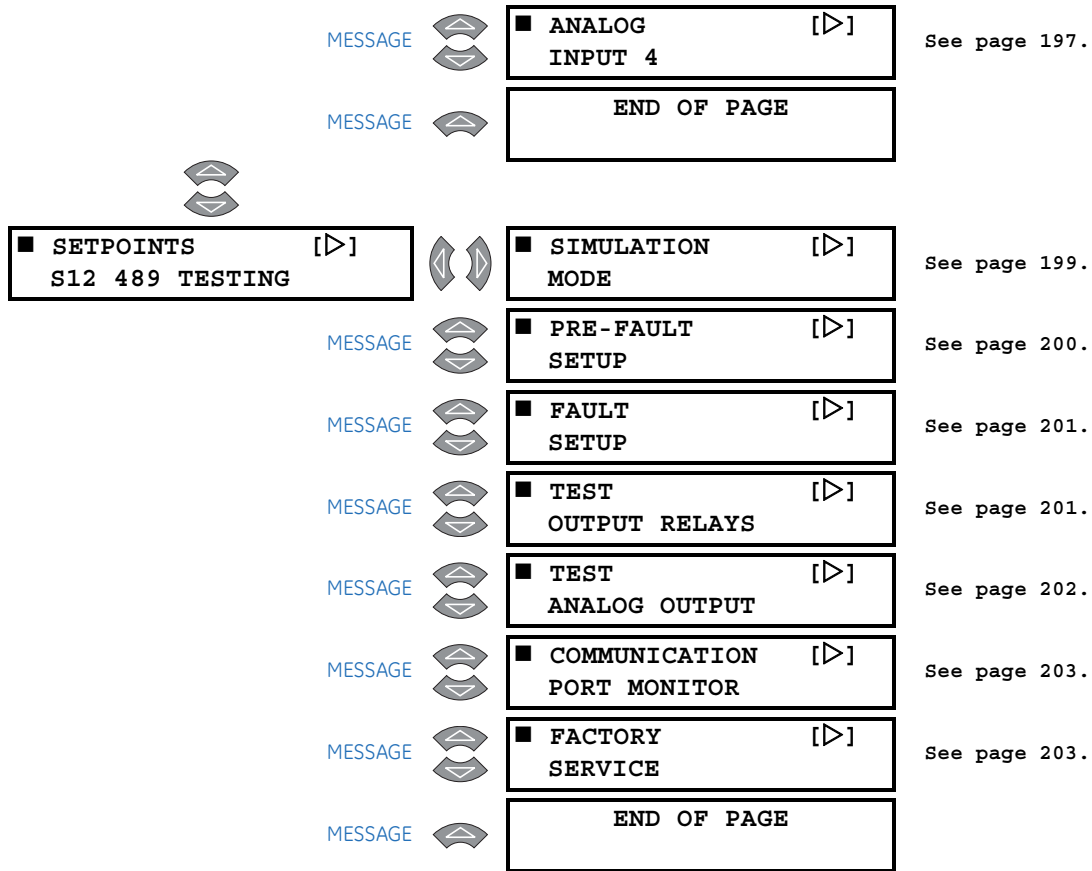 MESSAGE ■ ANALOG [▷] See page 197.
INPUT 4
MESSAGE END OF PAGE
■ SETPOINTS [▷] ■ SIMULATION [▷] See page 199.
S12 489 TESTING MODE
MESSAGE ■ PRE-FAULT [▷] See page 200.
SETUP
MESSAGE ■ FAULT [▷] See page 201.
SETUP
MESSAGE ■ TEST [▷] See page 201.
OUTPUT RELAYS
MESSAGE ■ TEST [▷] See page 202.
ANALOG OUTPUT
MESSAGE ■ COMMUNICATION [▷] See page 203.
PORT MONITOR
MESSAGE ■ FACTORY [▷] See page 203.
SERVICE
MESSAGE END OF PAGE